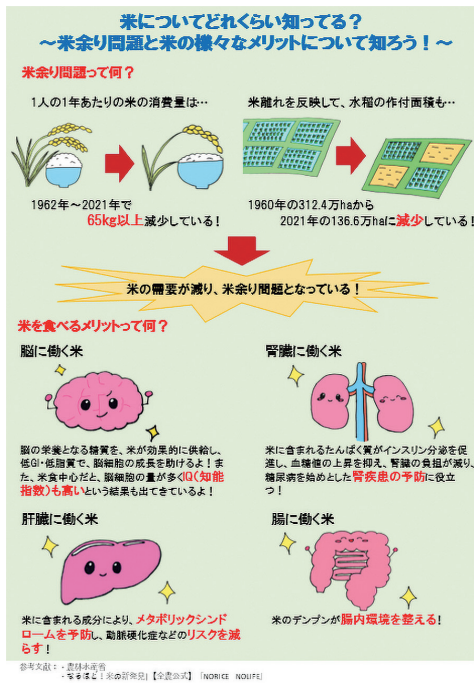 米についてどれくらい知ってる？
～米余り問題と米の様々なメリットについて知ろう！～
米余り問題って何？
1人の1年あたりの米の消費量は…
1962年～2021年で
65kg以上減少している！
米離れを反映して、水稲の作付面積も…
1960年の312.4万haから
2021年の136.6万haに減少している！
米の需要が減り、米余り問題となっている！
米を食べるメリットって何？
脳に働く米
脳の栄養となる糖質を、米が効果的に供給し、
低GI・低脂質で、脳細胞の成長を助けるよ！ま
た、米食中心だと、脳細胞の量が多くIQ（知能
指数）も高いという結果も出てきているよ！
腎臓に働く米
米に含まれるたんぱく質がインスリン分泌を促
進し、血糖値の上昇を抑え、腎臓の負担が減り、
糖尿病を始めとした腎疾患の予防に役立
つ！
肝臓に働く米
米に含まれる成分により、メタボリックシンド
ロームを予防し、動脈硬化症などのリスクを減
らす！
腸に働く米
米のデンプンが腸内環境を整える！
参考文献：・農林水産省
・なるほど！米の新発見|【全農公式】 「NORICE NOLIFE」